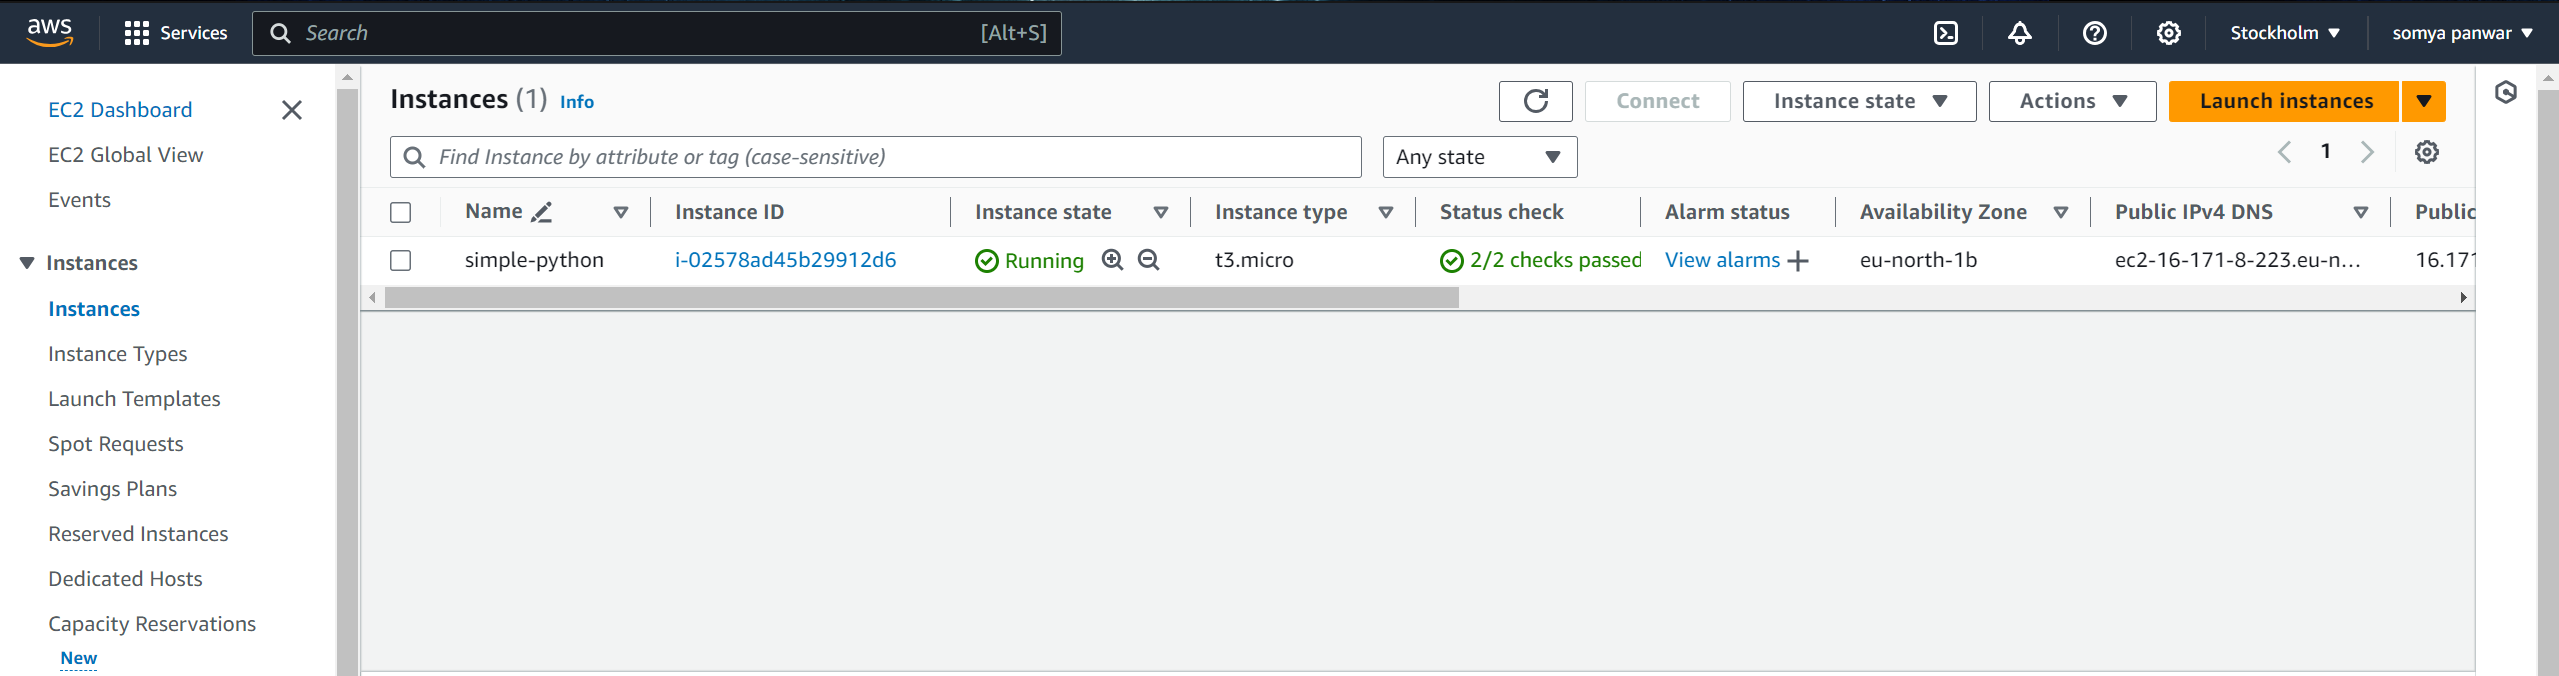 aws Services Search [Alt+S] Stockholm somya panwar
EC2 Dashboard
EC2 Global View
Events
Instances
Instances
Instance Types
Launch Templates
Spot Requests
Savings Plans
Reserved Instances
Dedicated Hosts
Capacity Reservations
New
Instances (1) Info Connect Instance state Actions Launch instances
Find Instance by attribute or tag (case-sensitive) Any state 1
Name Instance ID Instance state Instance type Status check Alarm status Availability Zone Public IPv4 DNS Public
simple-python i-02578ad45b29912d6 Running t3.micro 2/2 checks passed View alarms eu-north-1b ec2-16-171-8-223.eu-n... 16.171